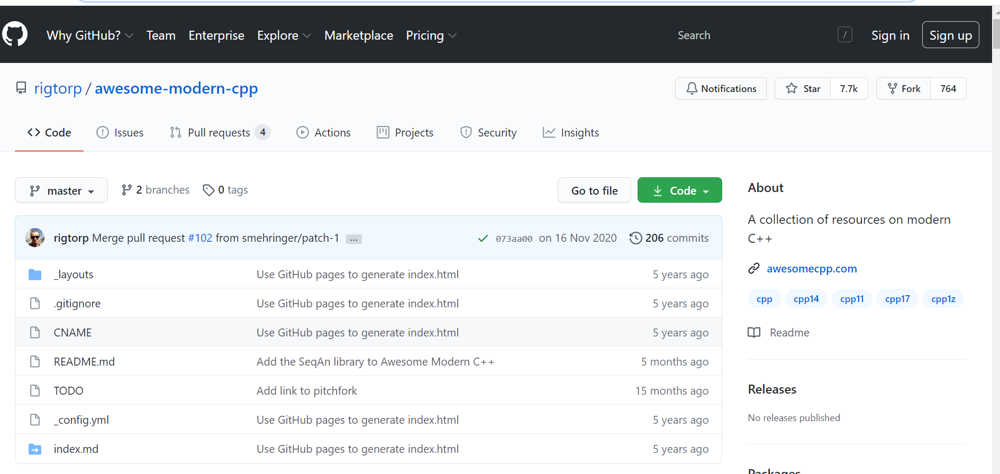 Why GitHub? Team Enterprise Explore Marketplace Pricing Search / Sign in Sign up
rigtorp / awesome-modern-cpp Notifications Star 7.7k Fork 764
Code Issues Pull requests 4 Actions Projects Security Insights
master 2 branches 0 tags Go to file Code
About
A collection of resources on modern
C++
rigtorp Merge pull request #102 from smehringer/patch-1 ... 073aa00 on 16 Nov 2020 206 commits
awesomecpp.com
_layouts Use GitHub pages to generate index.html 5 years ago
cpp cpp14 cpp11 cpp17 cpp1z
.gitignore Use GitHub pages to generate index.html 5 years ago
CNAME Use GitHub pages to generate index.html 5 years ago
Readme
README.md Add the SeqAn library to Awesome Modern C++ 5 months ago
TODO Add link to pitchfork 15 months ago
Releases
No releases published
_config.yml Use GitHub pages to generate index.html 5 years ago
index.md Use GitHub pages to generate index.html 5 years ago
Packages